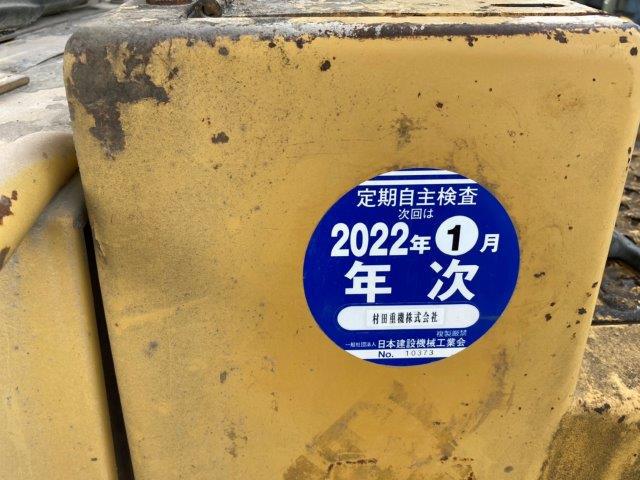 定期自主検査
次回は
2022年1月
年次
村田重機株式会社
複製厳禁
一般社団法人 日本建設機械工業会
No. 10373